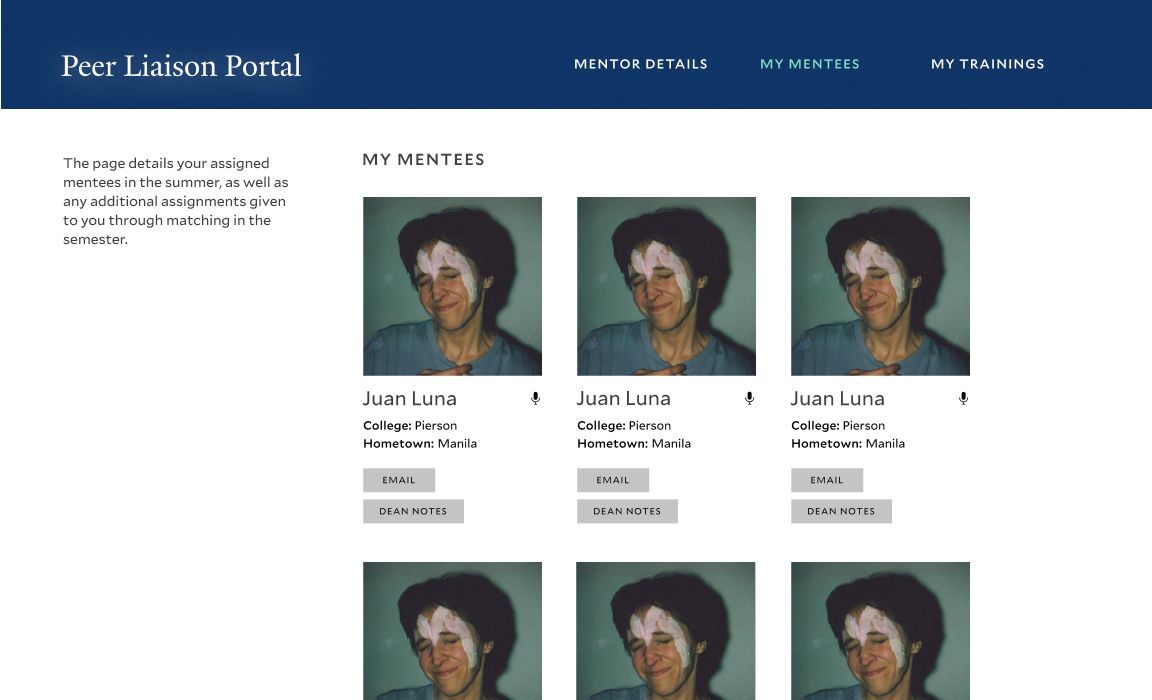 Peer Liaison Portal
MENTOR DETAILS
MY MENTEES
MY TRAININGS
The page details your assigned
mentees in the summer, as well as
any additional assignments given
to you through matching in the
semester.
MY MENTEES
Juan Luna
College: Pierson
Hometown: Manila
EMAIL
DEAN NOTES
Juan Luna
College: Pierson
Hometown: Manila
EMAIL
DEAN NOTES
Juan Luna
College: Pierson
Hometown: Manila
EMAIL
DEAN NOTES